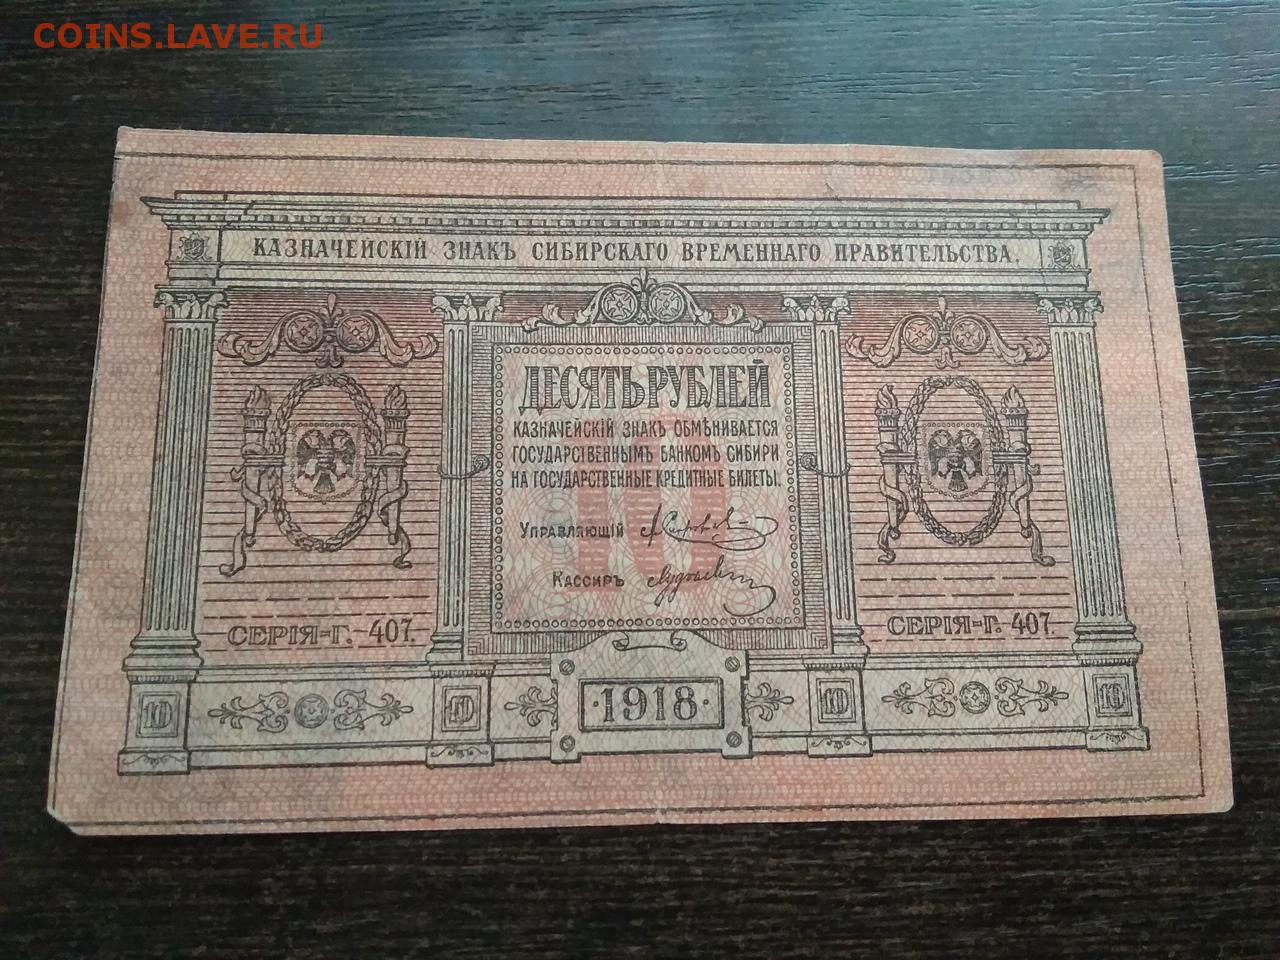 COINS.LAVE.RU
КАЗНАЧЕЙСКІЙ ЗНАКЪ СИБИРСКАГО ВРЕМЕННАГО ПРАВИТЕЛЬСТВА.
ДЕСЯТЬ РУБЛЕЙ
КАЗНАЧЕЙСКІЙ ЗНАКЪ ОБМѢНИВАЕТСЯ
ГОСУДАРСТВЕННЫМЪ БАНКОМЪ СИБИРИ
НА ГОСУДАРСТВЕННЫЕ КРЕДИТНЫЕ БИЛЕТЫ.
10
УПРАВЛЯЮЩІЙ
КАССИРЪ
СЕРІЯ-Г. 407.
СЕРІЯ-Г. 407.
10 10 ·1918· 10 10